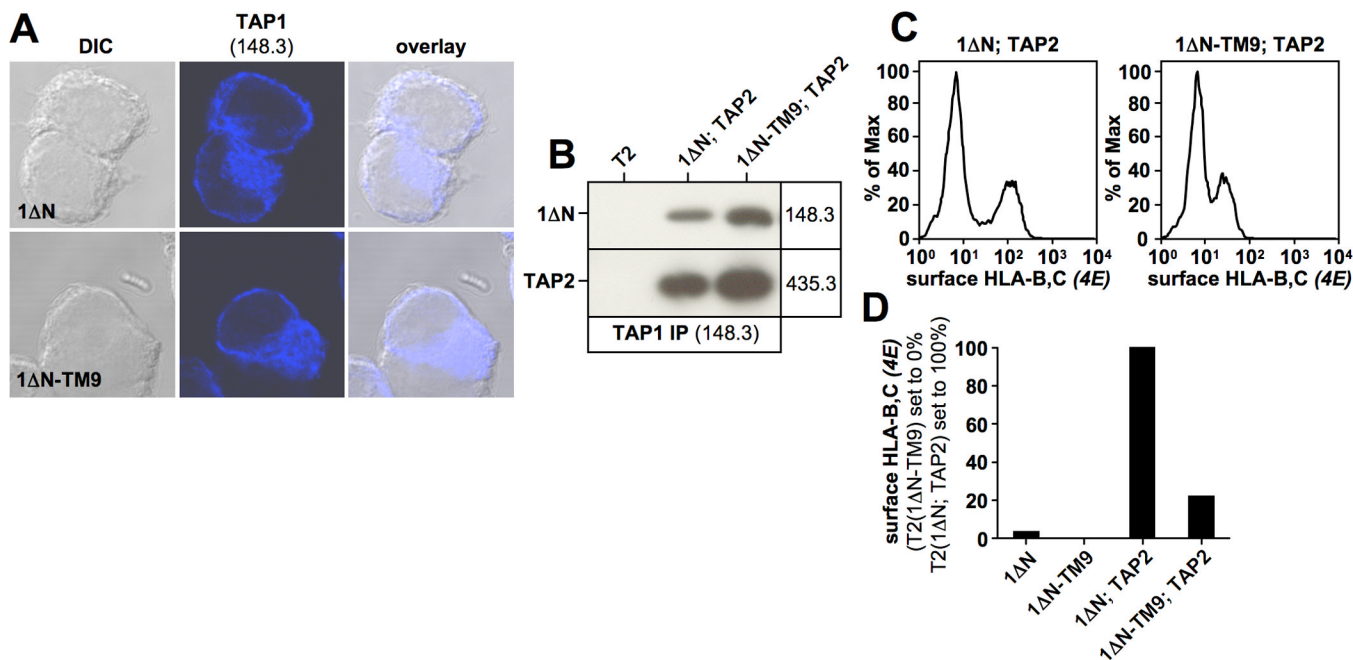 A
DIC
TAP1
(148.3)
overlay
1ΔN
1ΔN-TM9
B
T2
1ΔN; TAP2
1ΔN-TM9; TAP2
1ΔN
148.3
TAP2
435.3
TAP1 IP (148.3)
C
1ΔN; TAP2
% of Max
100
80
60
40
20
0
10⁰ 10¹ 10² 10³ 10⁴
surface HLA-B,C (4E)
1ΔN-TM9; TAP2
% of Max
100
80
60
40
20
0
10⁰ 10¹ 10² 10³ 10⁴
surface HLA-B,C (4E)
D
surface HLA-B,C (4E)
(T2(1ΔN-TM9) set to 0%
T2(1ΔN; TAP2) set to 100%)
100
80
60
40
20
0
1ΔN
1ΔN-TM9
1ΔN; TAP2
1ΔN-TM9; TAP2